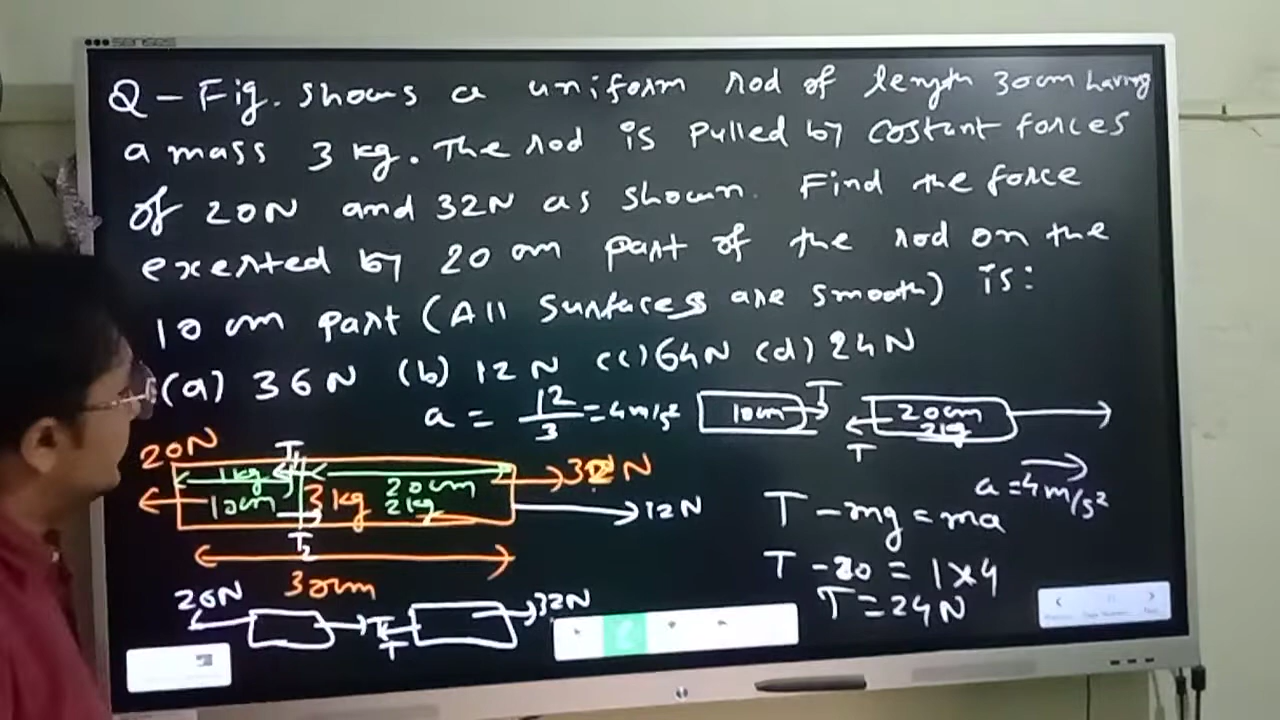 Q - Fig. shows a uniform rod of length 30cm having
a mass 3 kg. The rod is pulled by costant forces
of 20N and 32N as shown. Find the force
exerted by 20 cm part of the rod on the
10 cm part (All Surfaces are smooth) is:
(a) 36N (b) 12N (c) 64N (d) 24N
a = 12/3 = 4m/s²
10cm T
T 20cm
2kg
a = 4m/s²
20N T1 32N
1kg 20cm
10cm 3kg 2kg
12N
T2
30cm
20N T T 32N
T - mg = ma
T - 20 = 1×4
T = 24N